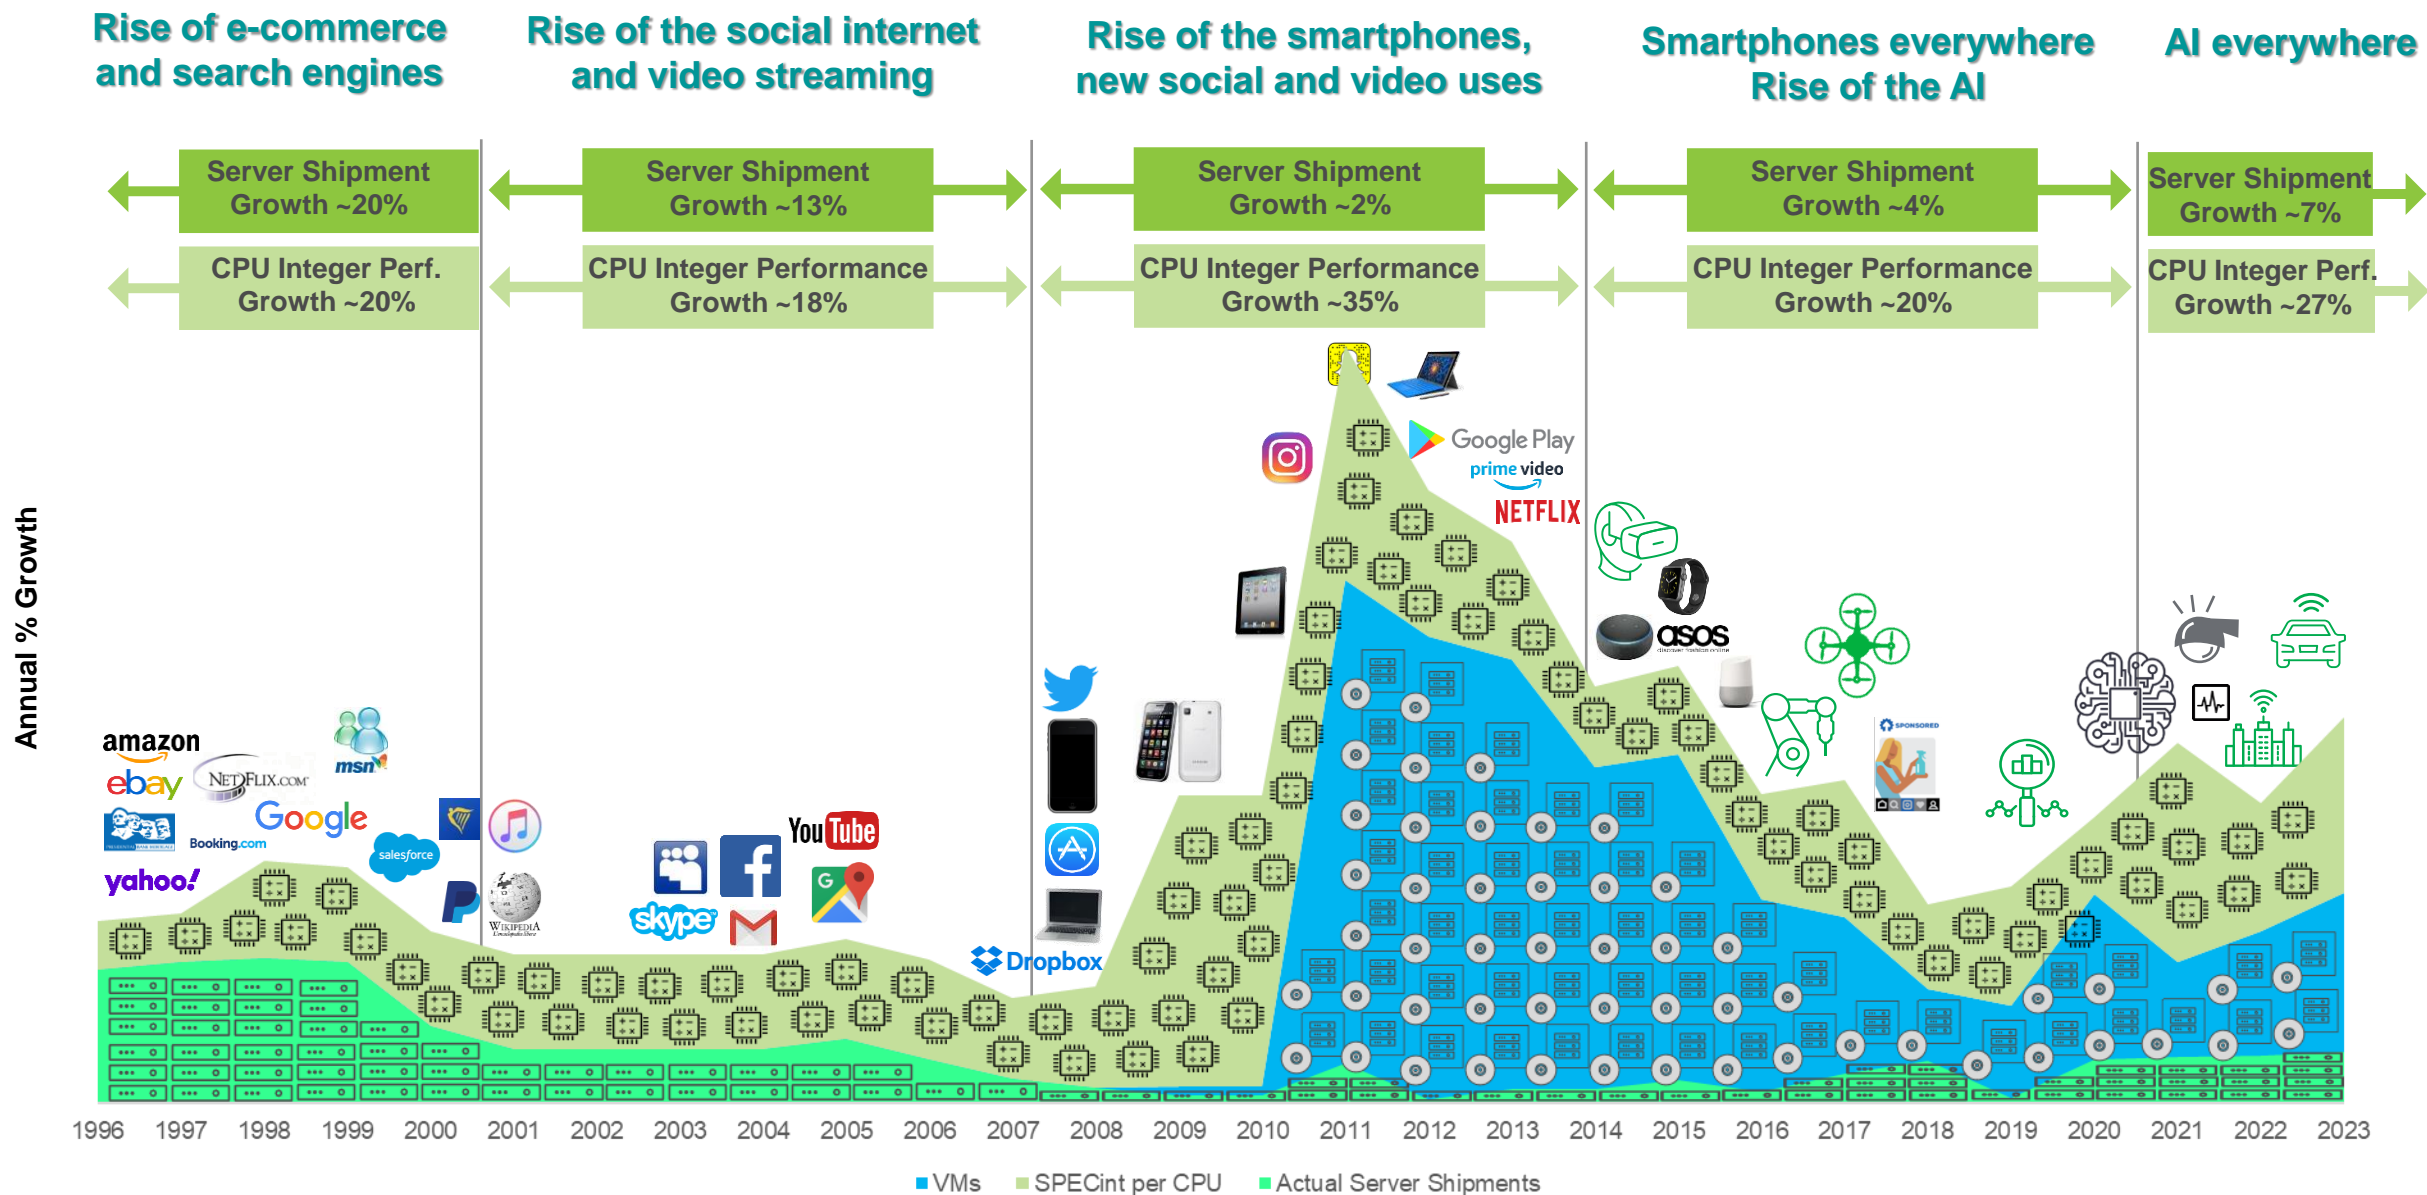 Rise of e-commerce
and search engines
Rise of the social internet
and video streaming
Rise of the smartphones,
new social and video uses
Smartphones everywhere
Rise of the AI
AI everywhere
Server Shipment
Growth ~20%
Server Shipment
Growth ~13%
Server Shipment
Growth ~2%
Server Shipment
Growth ~4%
Server Shipment
Growth ~7%
CPU Integer Perf.
Growth ~20%
CPU Integer Performance
Growth ~18%
CPU Integer Performance
Growth ~35%
CPU Integer Performance
Growth ~20%
CPU Integer Perf.
Growth ~27%
Annual % Growth
amazon
ebay
NETFLIX.COM
msn
Google
Booking.com
yahoo!
salesforce
WIKIPEDIA
skype
YouTube
G
Dropbox
Google Play
prime video
NETFLIX
asos
discover fashion online
SPONSORED
1996 1997 1998 1999 2000 2001 2002 2003 2004 2005 2006 2007 2008 2009 2010 2011 2012 2013 2014 2015 2016 2017 2018 2019 2020 2021 2022 2023
VMs SPECint per CPU Actual Server Shipments